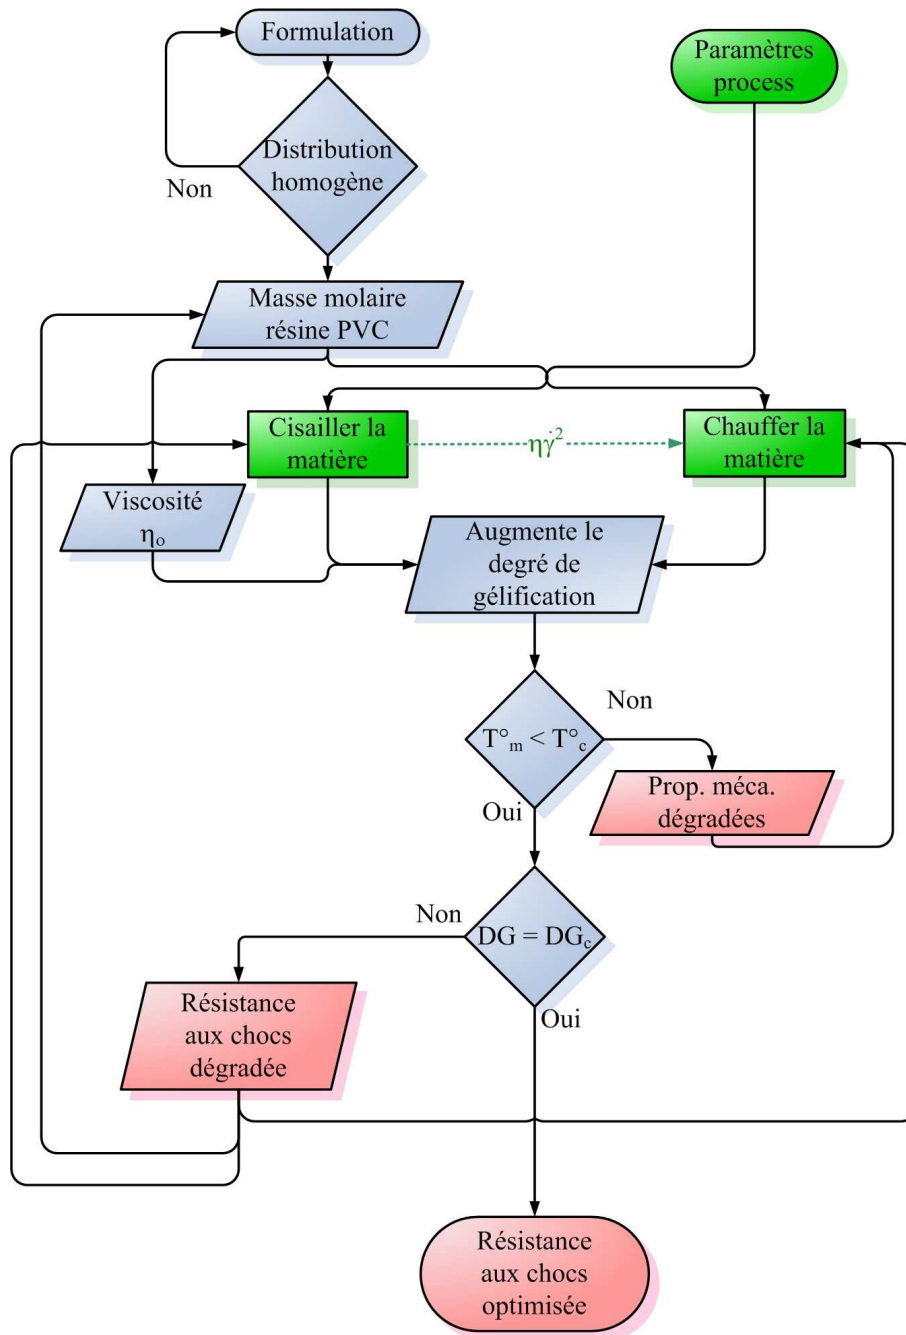 Formulation
Paramètres
process
Distribution
homogène
Non
Masse molaire
résine PVC
Cisailler la
matière
ηγ̇²
Chauffer la
matière
Viscosité
ηₒ
Augmente le
degré de
gélification
Non
T°ₘ < T°c
Oui
Prop. méca.
dégradées
Non
DG = DGc
Oui
Résistance
aux chocs
dégradée
Résistance
aux chocs
optimisée